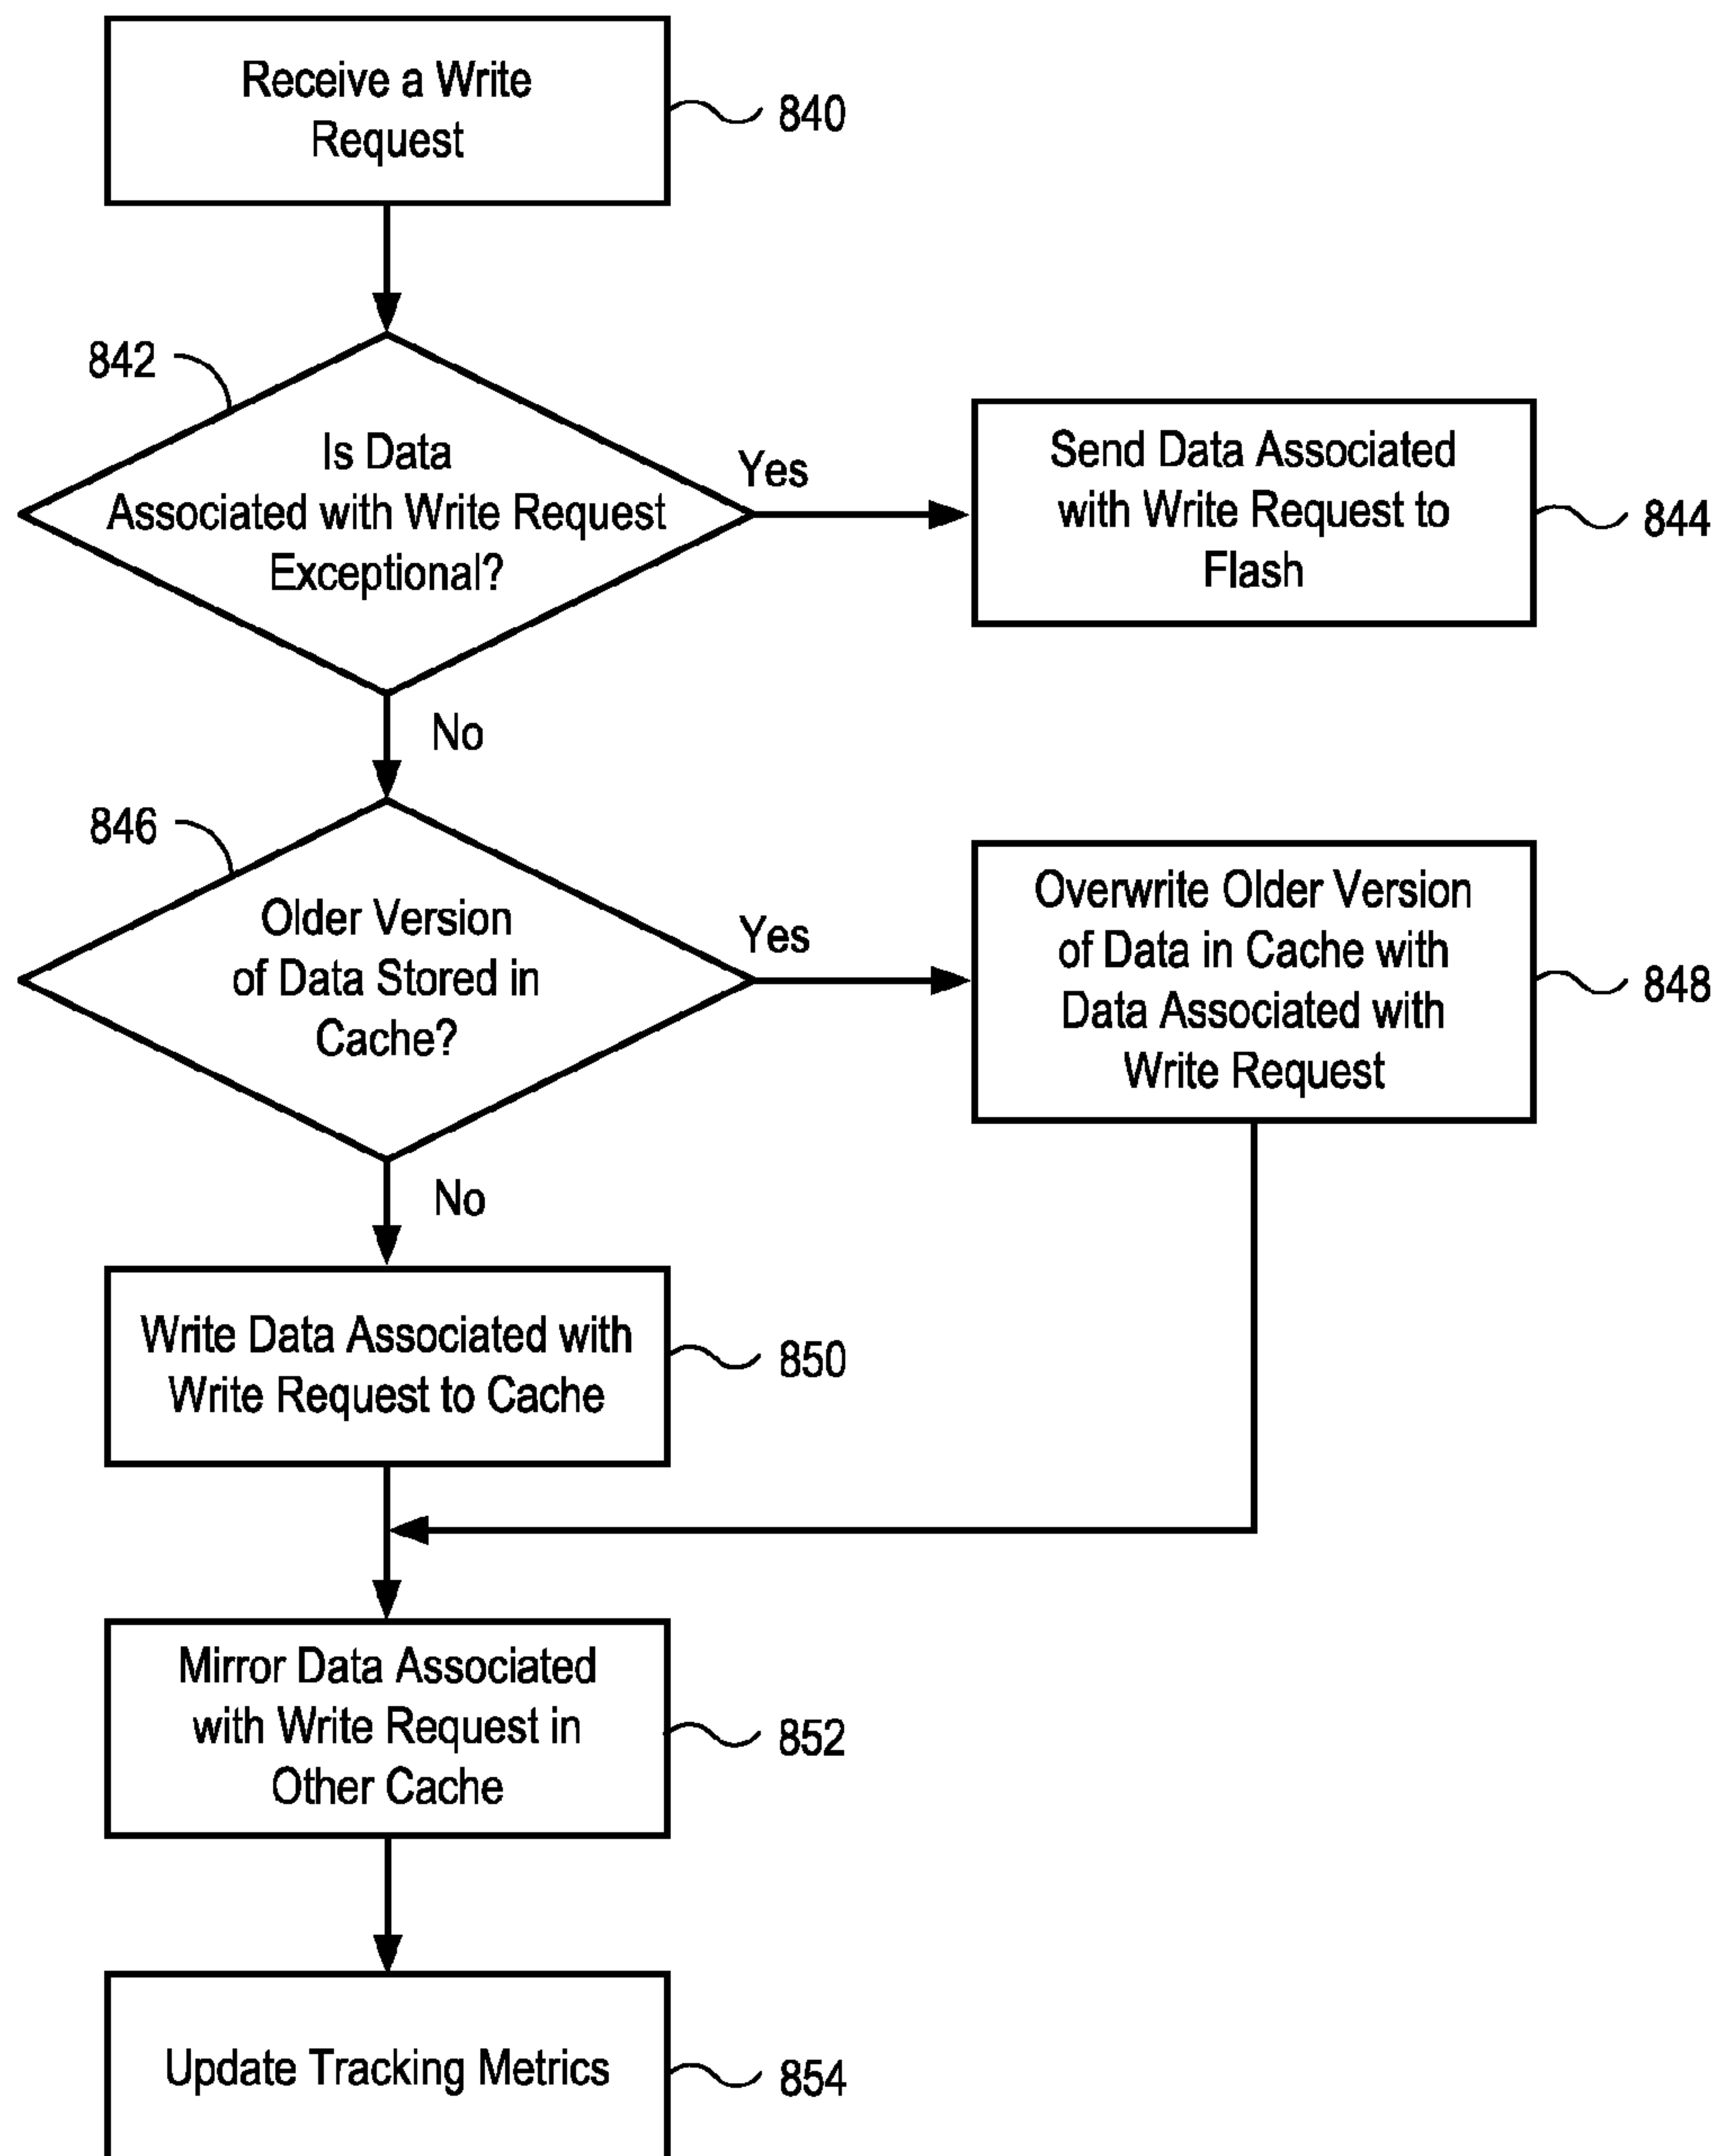 Receive a Write
Request
840
842
Is Data
Associated with Write Request
Exceptional?
Yes
Send Data Associated
with Write Request to
Flash
844
No
846
Older Version
of Data Stored in
Cache?
Yes
Overwrite Older Version
of Data in Cache with
Data Associated with
Write Request
848
No
Write Data Associated with
Write Request to Cache
850
Mirror Data Associated
with Write Request in
Other Cache
852
Update Tracking Metrics
854